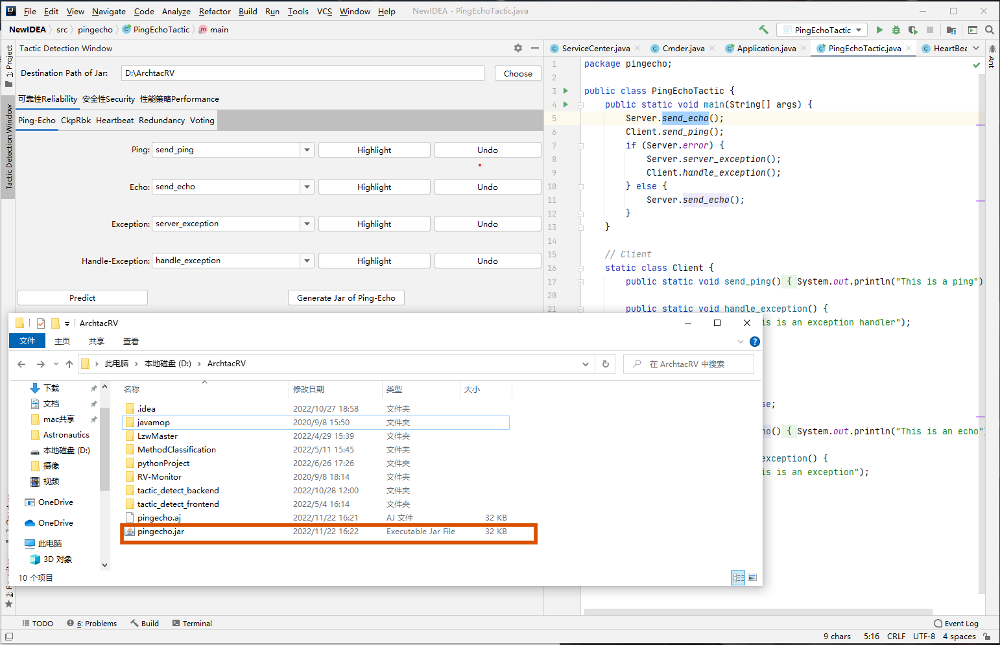 File Edit View Navigate Code Analyze Refactor Build Run Tools VCS Window Help NewIDEA - PingEchoTactic.java
NewIDEA src pingecho PingEchoTactic main PingEchoTactic
1: Project
Tactic Detection Window
Tactic Detection Window
Destination Path of Jar: D:\ArchtacRV Choose
可靠性Reliability 安全性Security 性能策略Performance
Ping-Echo CkpRbk Heartbeat Redundancy Voting
Ping: send_ping Highlight Undo
Echo: send_echo Highlight Undo
Exception: server_exception Highlight Undo
Handle-Exception: handle_exception Highlight Undo
Predict Generate Jar of Ping-Echo
ServiceCenter.java Cmder.java Application.java PingEchoTactic.java HeartBea
Ant
1 package pingecho;
2
3 public class PingEchoTactic {
4 public static void main(String[] args) {
5 Server.send_echo();
6 Client.send_ping();
7 if (Server.error) {
8 Server.server_exception();
9 Client.handle_exception();
10 } else {
11 Server.send_echo();
12 }
13 }
14
15 // Client
16 static class Client {
17 public static void send_ping() { System.out.println("This is a ping")
20
21 public static void handle_exception() {
is is an exception handler");
se;
ho() { System.out.println("This is an echo")
exception() {
is is an exception");
ArchtacRV
文件 主页 共享 查看
此电脑 本地磁盘 (D:) ArchtacRV 在 ArchtacRV 中搜索
下载
文档
mac共享
Astronautics
本地磁盘 (D:)
摄像
视频
OneDrive
OneDrive
此电脑
3D 对象
名称 修改日期 类型 大小
.idea 2022/10/27 18:58 文件夹
javamop 2020/9/8 15:50 文件夹
LzwMaster 2022/4/29 15:39 文件夹
MethodClassification 2022/5/11 15:45 文件夹
pythonProject 2022/6/26 17:26 文件夹
RV-Monitor 2020/9/8 18:14 文件夹
tactic_detect_backend 2022/10/28 12:00 文件夹
tactic_detect_frontend 2022/5/4 16:14 文件夹
pingecho.aj 2022/11/22 16:21 AJ 文件 32 KB
pingecho.jar 2022/11/22 16:22 Executable Jar File 32 KB
10 个项目
TODO 6: Problems Build Terminal Event Log
9 chars 5:16 CRLF UTF-8 4 spaces